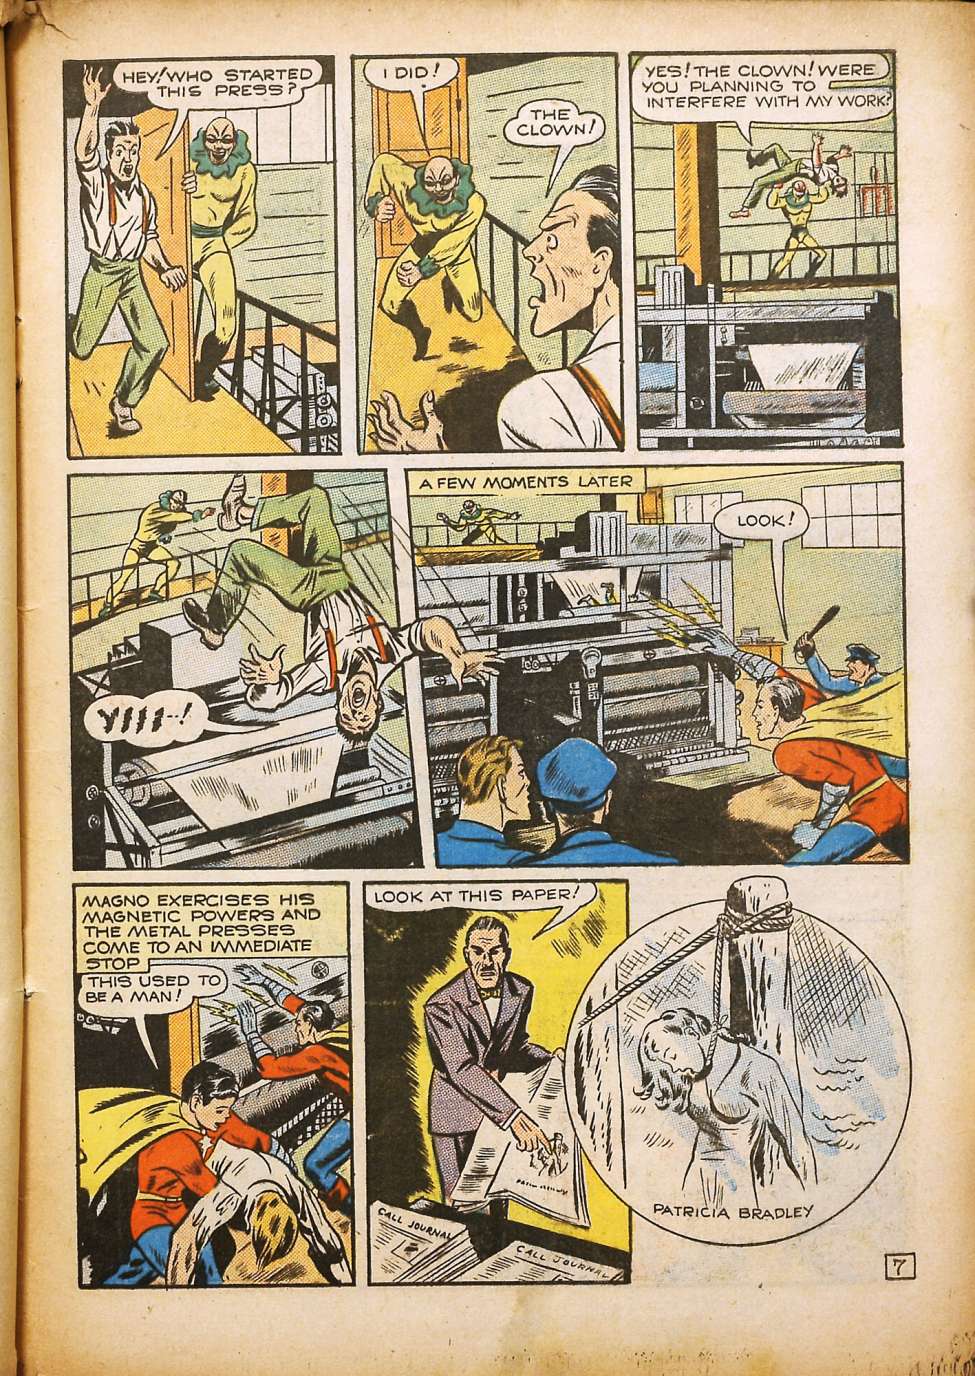 HEY! WHO STARTED
THIS PRESS?
I DID!
THE
CLOWN!
YES! THE CLOWN! WERE
YOU PLANNING TO
INTERFERE WITH MY WORK?
YIII--!
A FEW MOMENTS LATER
LOOK!
MAGNO EXERCISES HIS
MAGNETIC POWERS AND
THE METAL PRESSES
COME TO AN IMMEDIATE
STOP
THIS USED TO
BE A MAN!
LOOK AT THIS PAPER!
CALL JOURNAL
CALL JOURNAL
PATRICIA BRADLEY
7